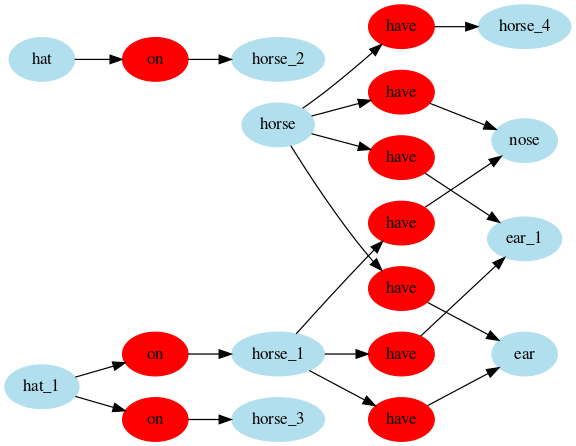 have
horse_4
hat
on
horse_2
have
horse
nose
have
have
ear_1
have
on
horse_1
have
ear
hat_1
on
horse_3
have